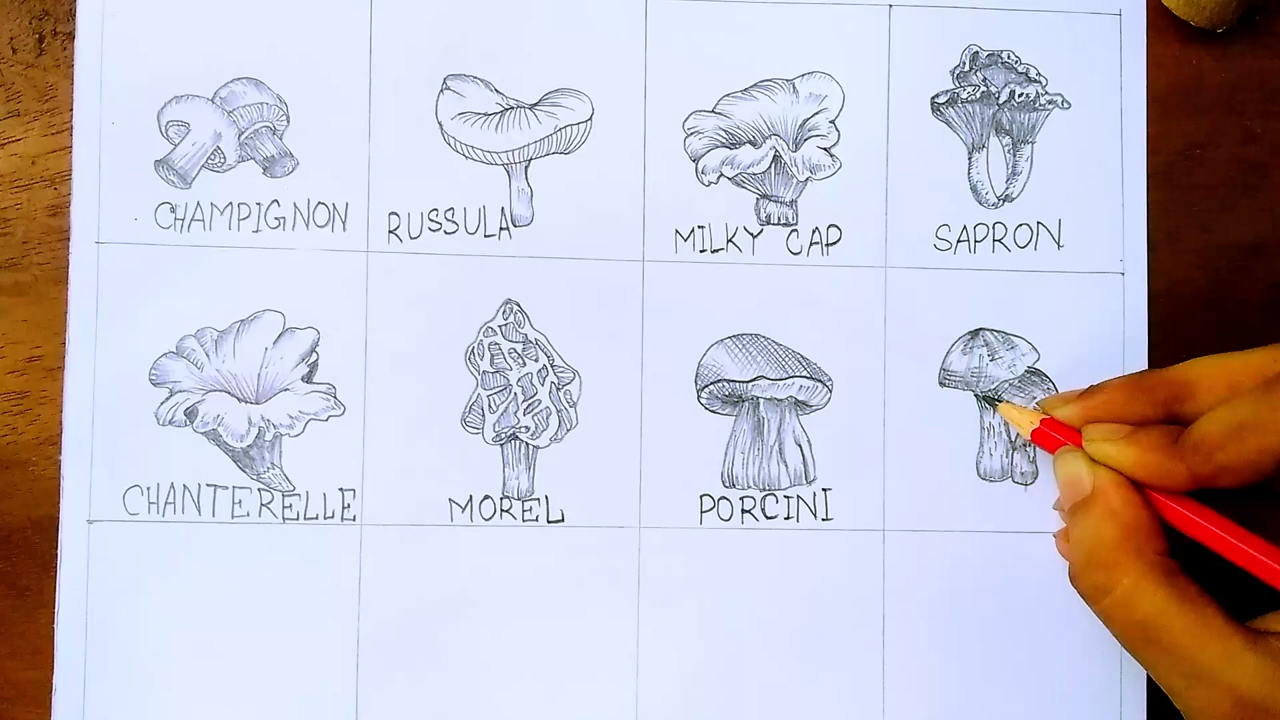 CHAMPIGNON
RUSSULA
MILKY CAP
SAPRON
CHANTERELLE
MOREL
PORCINI